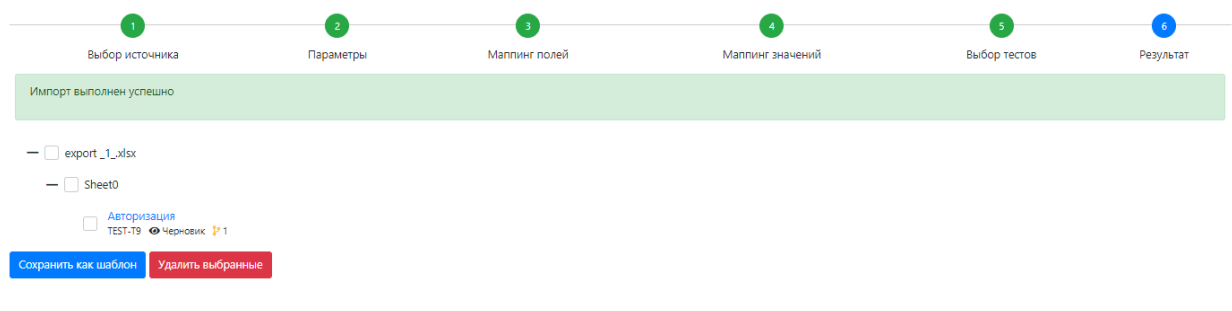 1 2 3 4 5 6
Выбор источника Параметры Маппинг полей Маппинг значений Выбор тестов Результат
Импорт выполнен успешно
export _1_.xlsx
Sheet0
Авторизация
TEST-T9 Черновик 1
Сохранить как шаблон Удалить выбранные